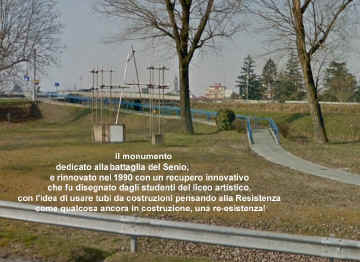 il monumento
dedicato alla battaglia del Senio,
e rinnovato nel 1990 con un recupero innovativo
che fu disegnato dagli studenti del liceo artistico,
con l'idea di usare tubi da costruzioni pensando alla Resistenza
come qualcosa ancora in costruzione, una re-esistenza!